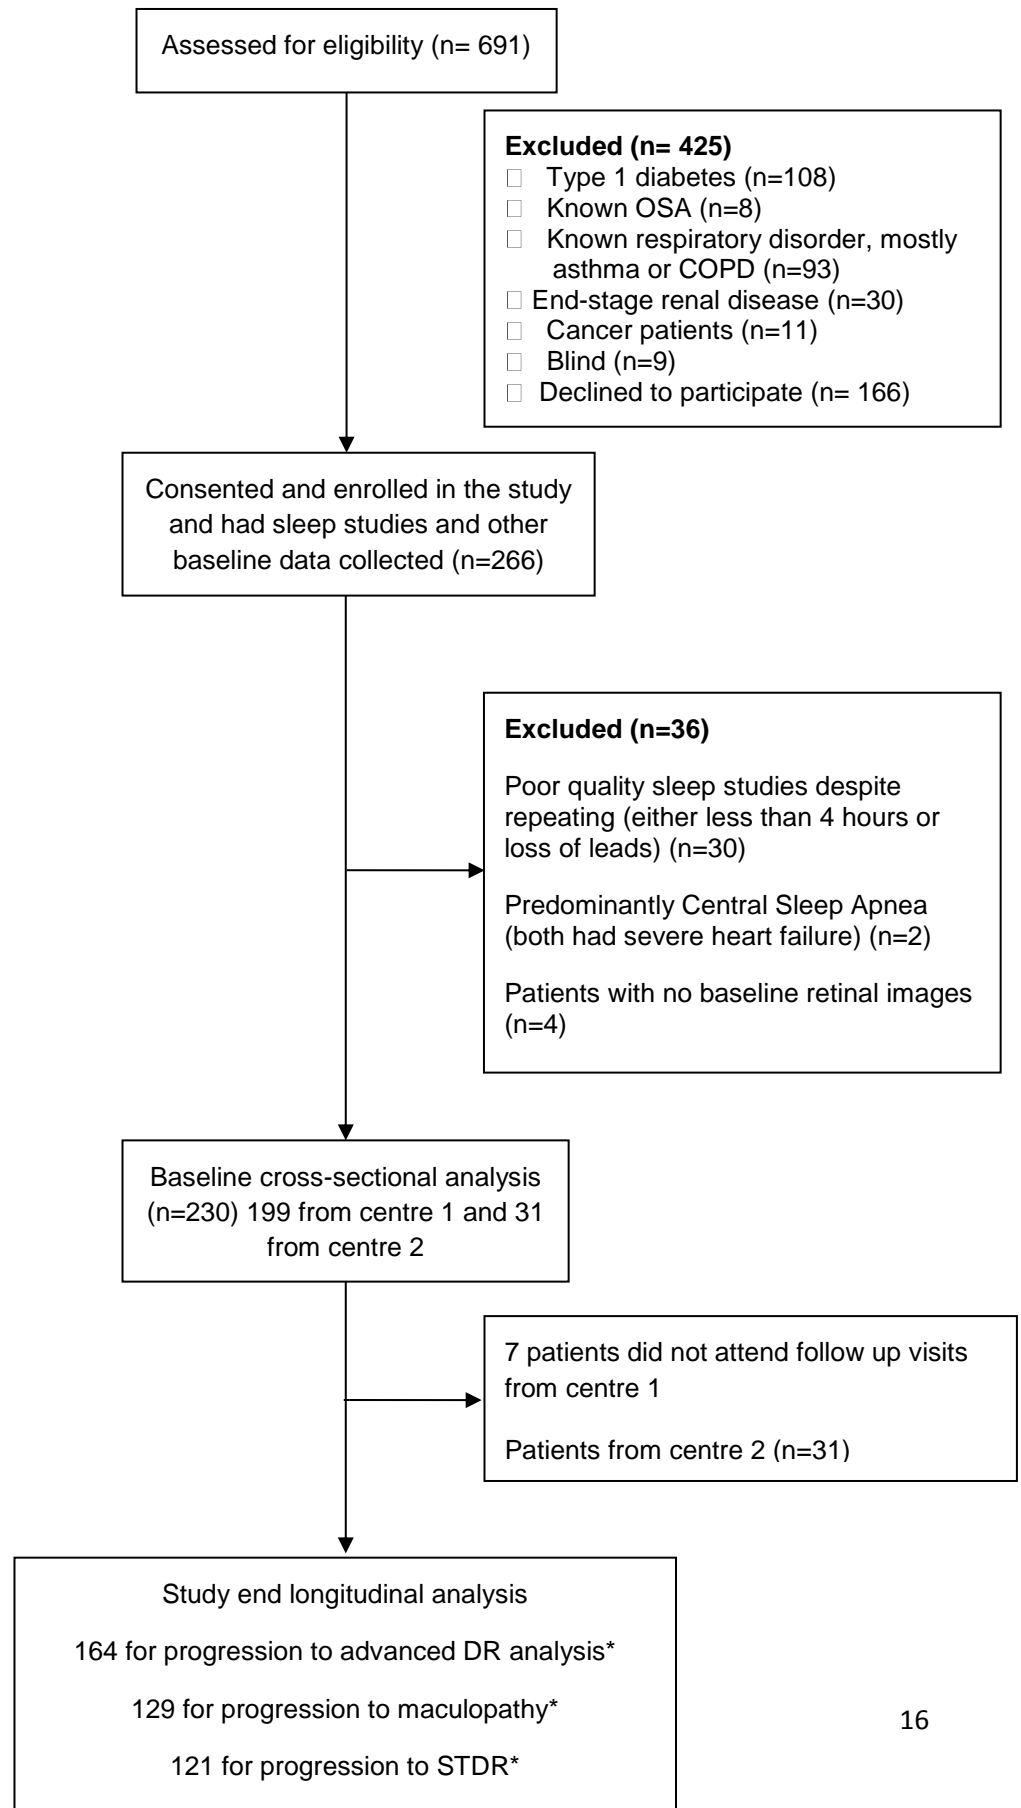 Assessed for eligibility (n= 691)
Excluded (n= 425)
Type 1 diabetes (n=108)
Known OSA (n=8)
Known respiratory disorder, mostly
asthma or COPD (n=93)
End-stage renal disease (n=30)
Cancer patients (n=11)
Blind (n=9)
Declined to participate (n= 166)
Consented and enrolled in the study
and had sleep studies and other
baseline data collected (n=266)
Excluded (n=36)
Poor quality sleep studies despite
repeating (either less than 4 hours or
loss of leads) (n=30)
Predominantly Central Sleep Apnea
(both had severe heart failure) (n=2)
Patients with no baseline retinal images
(n=4)
Baseline cross-sectional analysis
(n=230) 199 from centre 1 and 31
from centre 2
7 patients did not attend follow up visits
from centre 1
Patients from centre 2 (n=31)
Study end longitudinal analysis
164 for progression to advanced DR analysis*
129 for progression to maculopathy*
121 for progression to STDR*
16